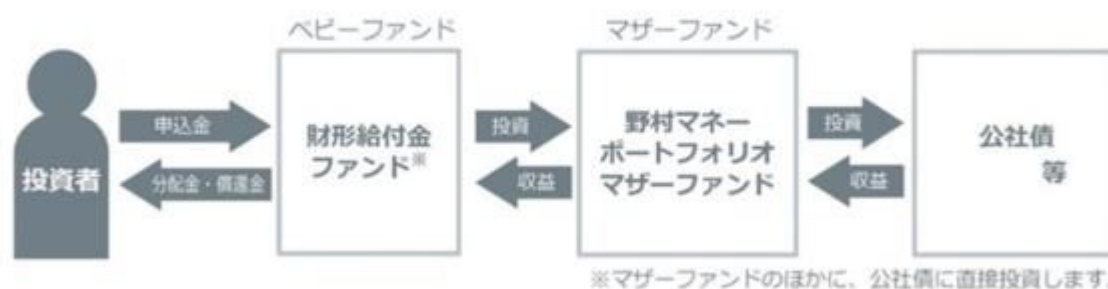 ベビーファンド
マザーファンド
投資者
申込金
分配金・償還金
財形給付金
ファンド※
投資
収益
野村マネー
ポートフォリオ
マザーファンド
投資
収益
公社債
等
※マザーファンドのほかに、公社債に直接投資します。